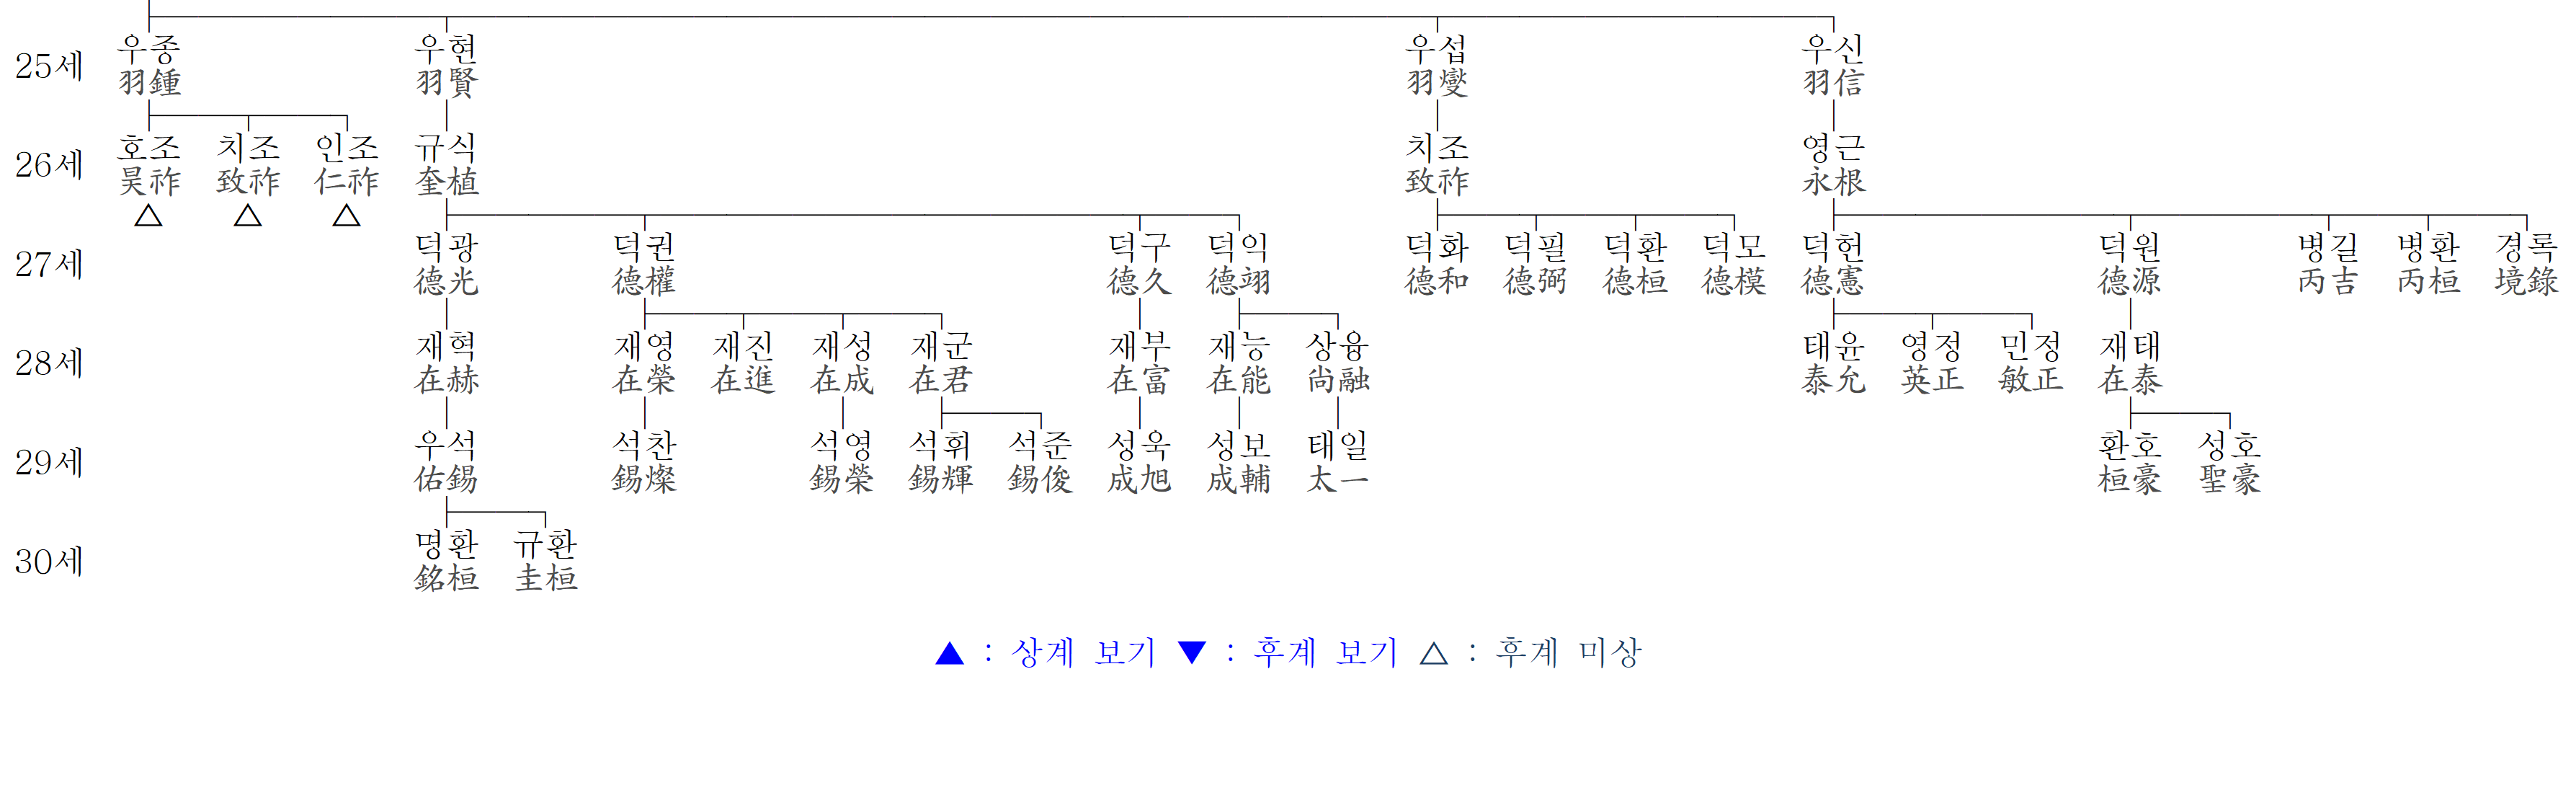 우종 우현 우섭 우신
25세
羽鍾 羽賢 羽燮 羽信
호조 치조 인조 규식 치조 영근
26세
昊祚 致祚 仁祚 奎植 致祚 永根
△ △ △
덕광 덕권 덕구 덕익 덕화 덕필 덕환 덕모 덕헌 덕원 병길 병환 경록
27세
德光 德權 德久 德翊 德和 德弼 德桓 德模 德憲 德源 丙吉 丙桓 境錄
재혁 재영 재진 재성 재군 재부 재능 상융 태윤 영정 민정 재태
28세
在赫 在榮 在進 在成 在君 在富 在能 尚融 泰允 英正 敏正 在泰
우석 석찬 석영 석휘 석준 성욱 성보 태일 환호 성호
29세
佑錫 錫燦 錫榮 錫輝 錫俊 成旭 成輔 太一 桓豪 聖豪
명환 규환
30세
銘桓 圭桓
▲ : 상계 보기 ▼ : 후계 보기 △ : 후계 미상